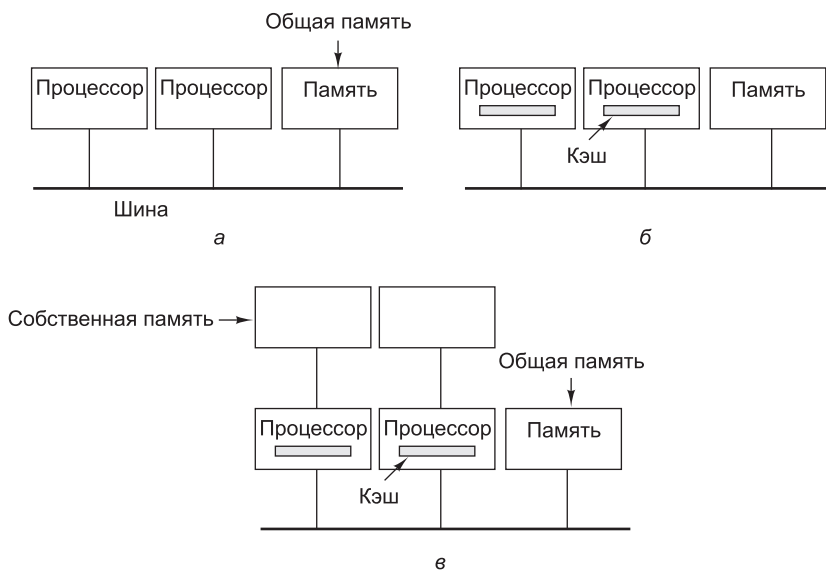 Общая память
Процессор
Процессор
Память
Шина
а
Процессор
Процессор
Память
Кэш
б
Собственная память
Общая память
Процессор
Процессор
Память
Кэш
в